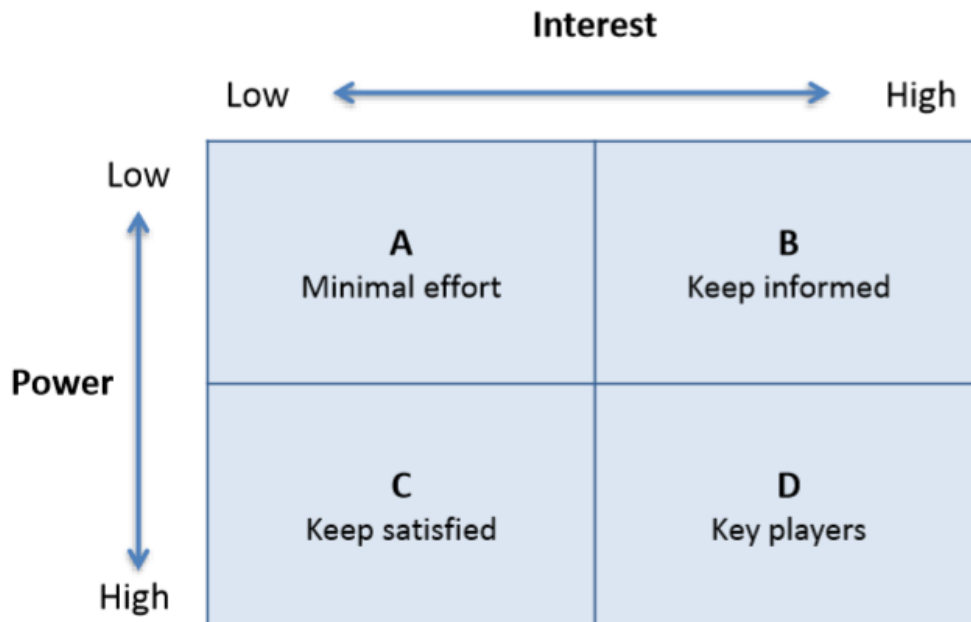 Interest
Low High
Low
A B
Minimal effort Keep informed
Power
C D
Keep satisfied Key players
High